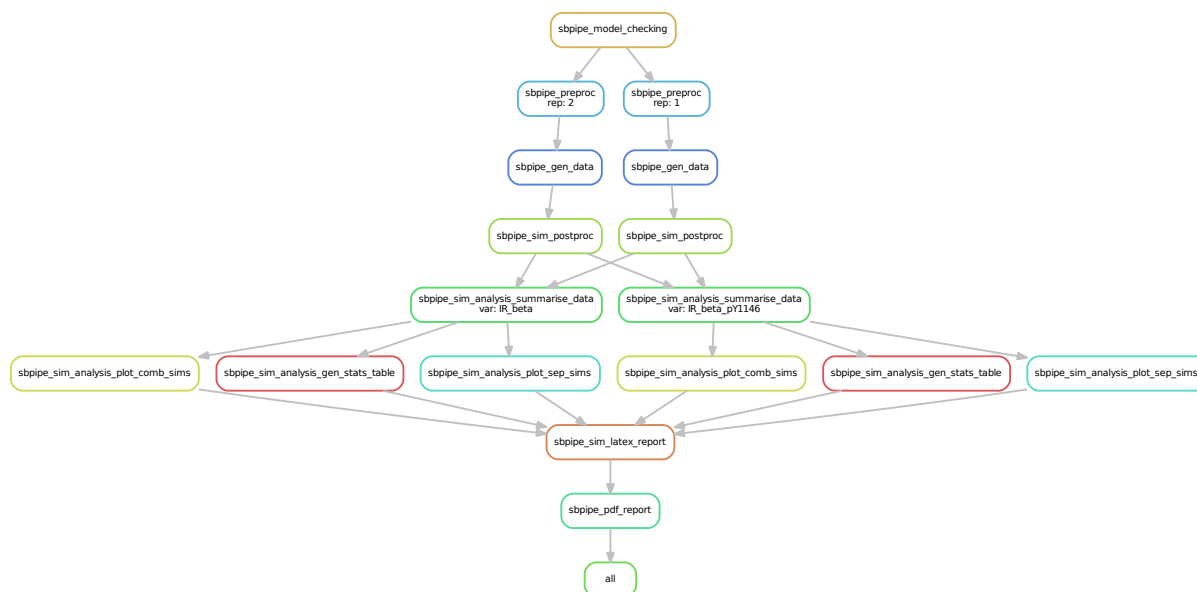 sbpipe_model_checking
sbpipe_preproc
rep: 2
sbpipe_preproc
rep: 1
sbpipe_gen_data
sbpipe_gen_data
sbpipe_sim_postproc
sbpipe_sim_postproc
sbpipe_sim_analysis_summarise_data
var: IR_beta
sbpipe_sim_analysis_summarise_data
var: IR_beta_pY1146
sbpipe_sim_analysis_plot_comb_sims
sbpipe_sim_analysis_gen_stats_table
sbpipe_sim_analysis_plot_sep_sims
sbpipe_sim_analysis_plot_comb_sims
sbpipe_sim_analysis_gen_stats_table
sbpipe_sim_analysis_plot_sep_sims
sbpipe_sim_latex_report
sbpipe_pdf_report
all